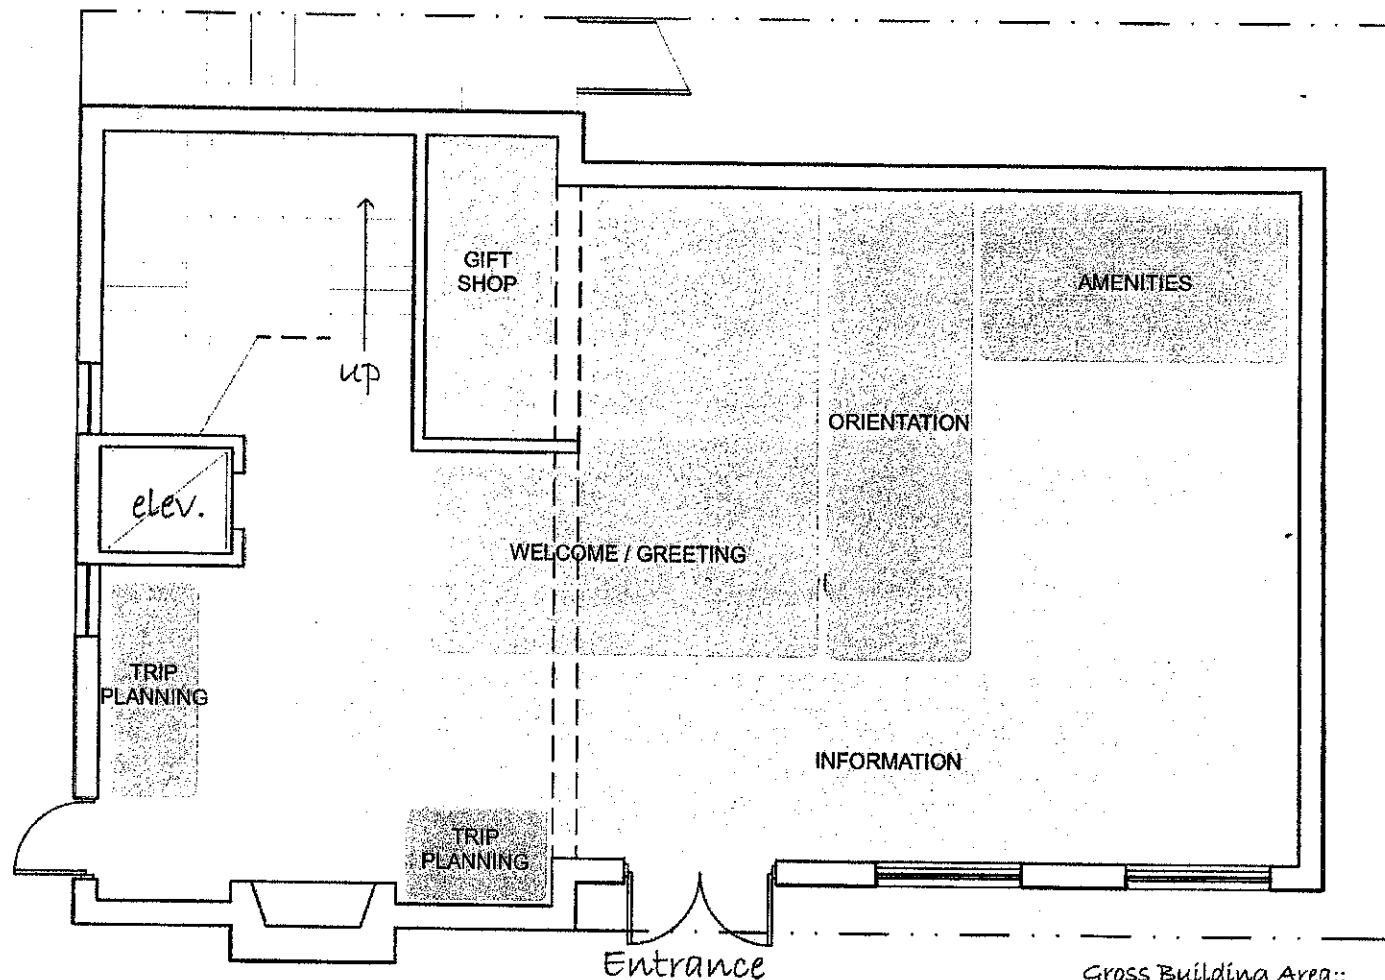 GIFT
SHOP
AMENITIES
up
ORIENTATION
elev.
WELCOME / GREETING
TRIP
PLANNING
INFORMATION
TRIP
PLANNING
Entrance
Gross Building Area::